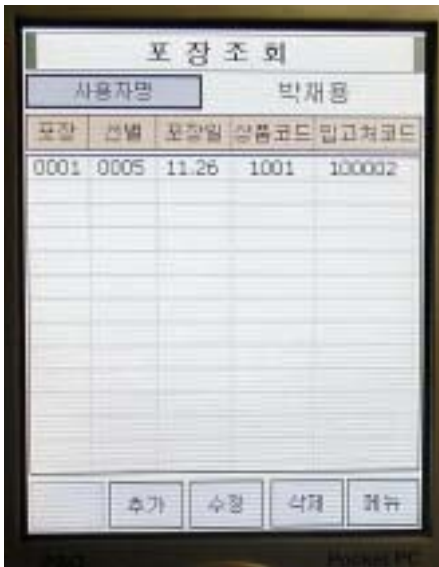 포장조회
사용자명 박재용
포장 선별 포장일 상품코드 입고처코드
0001 0005 11.26 1001 100002
추가 수정 삭제 메뉴
Pocket PC